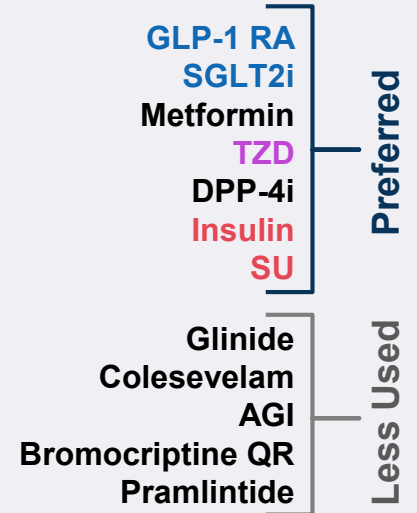 GLP-1 RA
SGLT2i
Metformin
TZD
DPP-4i
Insulin
SU
Preferred
Glinide
Colesevelam
AGI
Bromocriptine QR
Pramlintide
Less Used